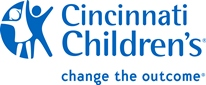 Cincinnati
Children's®
change the outcome®